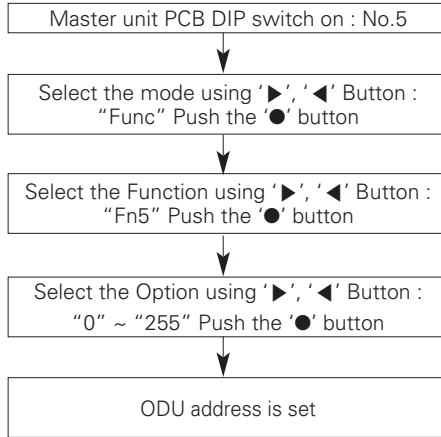 Master unit PCB DIP switch on : No.5
Select the mode using ‘▶’, ‘◀’ Button :
“Func” Push the ‘●’ button
Select the Function using ‘▶’, ‘◀’ Button :
“Fn5” Push the ‘●’ button
Select the Option using ‘▶’, ‘◀’ Button :
“0” ~ “255” Push the ‘●’ button
ODU address is set